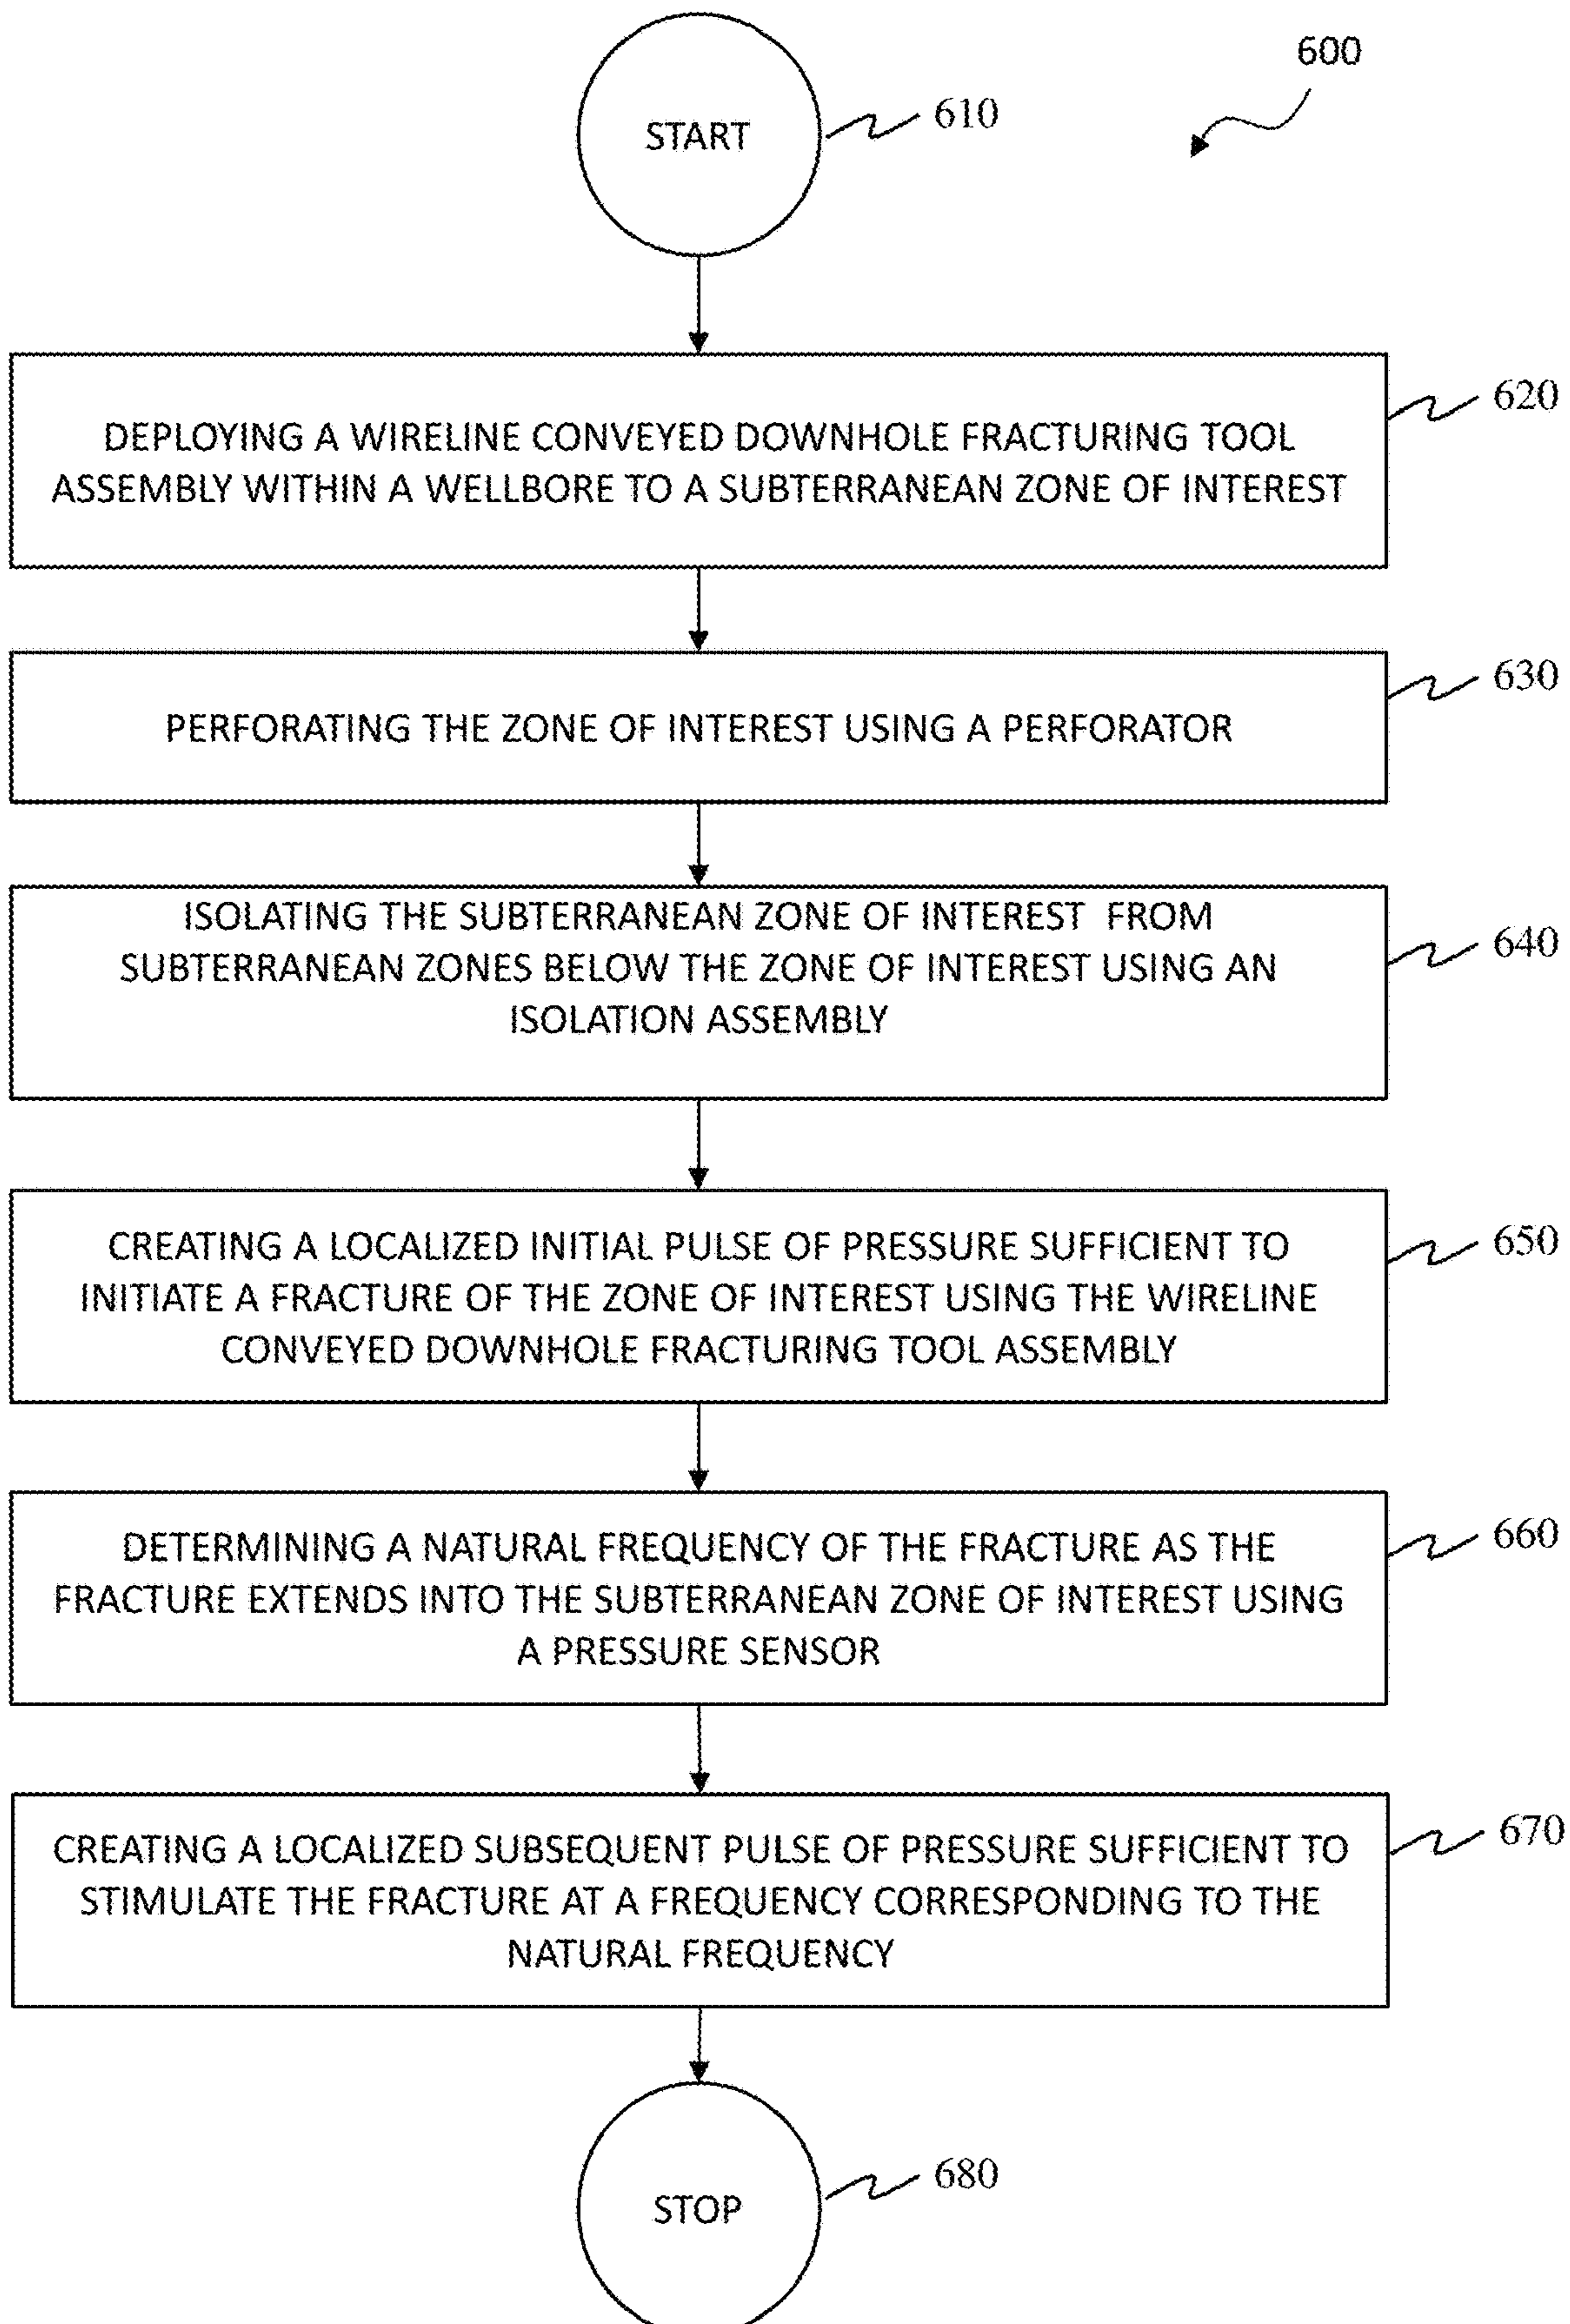 600
START
610
DEPLOYING A WIRELINE CONVEYED DOWNHOLE FRACTURING TOOL
ASSEMBLY WITHIN A WELLBORE TO A SUBTERRANEAN ZONE OF INTEREST
620
PERFORATING THE ZONE OF INTEREST USING A PERFORATOR
630
ISOLATING THE SUBTERRANEAN ZONE OF INTEREST FROM
SUBTERRANEAN ZONES BELOW THE ZONE OF INTEREST USING AN
ISOLATION ASSEMBLY
640
CREATING A LOCALIZED INITIAL PULSE OF PRESSURE SUFFICIENT TO
INITIATE A FRACTURE OF THE ZONE OF INTEREST USING THE WIRELINE
CONVEYED DOWNHOLE FRACTURING TOOL ASSEMBLY
650
DETERMINING A NATURAL FREQUENCY OF THE FRACTURE AS THE
FRACTURE EXTENDS INTO THE SUBTERRANEAN ZONE OF INTEREST USING
A PRESSURE SENSOR
660
CREATING A LOCALIZED SUBSEQUENT PULSE OF PRESSURE SUFFICIENT TO
STIMULATE THE FRACTURE AT A FREQUENCY CORRESPONDING TO THE
NATURAL FREQUENCY
670
STOP
680